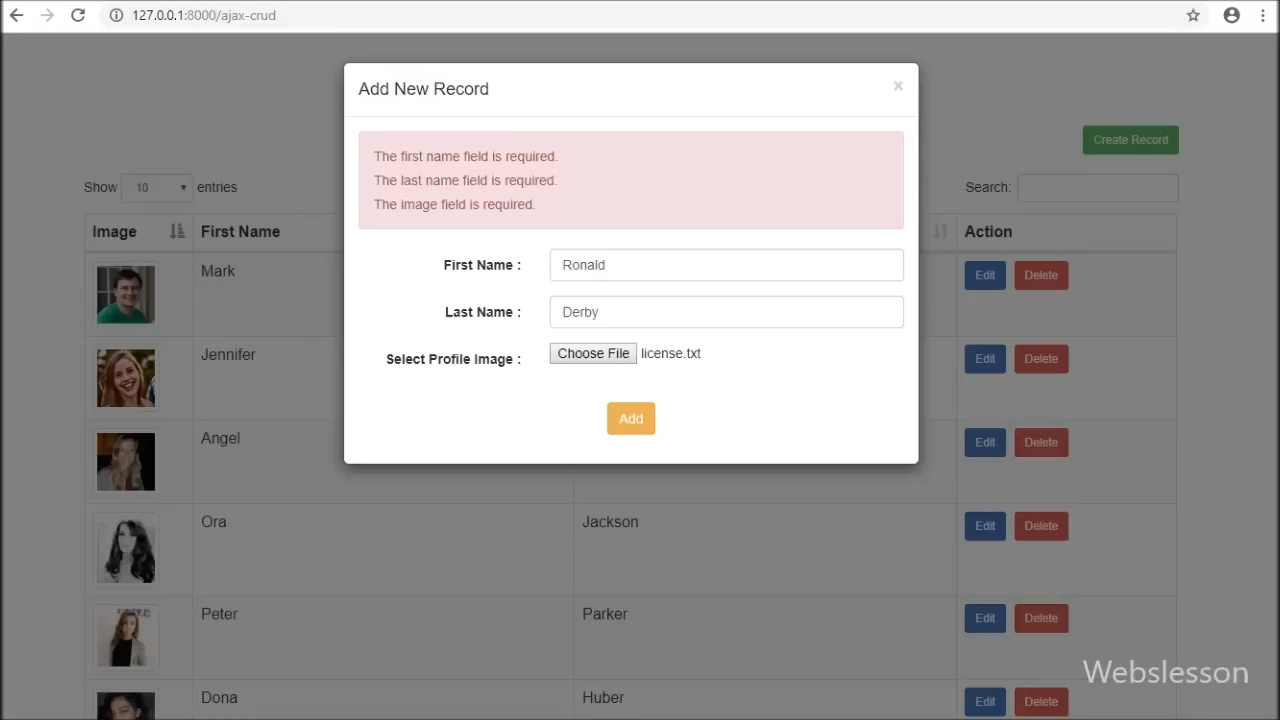 127.0.0.1:8000/ajax-crud
Add New Record
×
The first name field is required.
The last name field is required.
The image field is required.
First Name :
Ronald
Last Name :
Derby
Select Profile Image :
Choose File license.txt
Add
Create Record
Show 10 entries
Search:
Image First Name Action
Mark Edit Delete
Jennifer Edit Delete
Angel Edit Delete
Ora Jackson Edit Delete
Peter Parker Edit Delete
Dona Huber Edit Delete
Webslesson